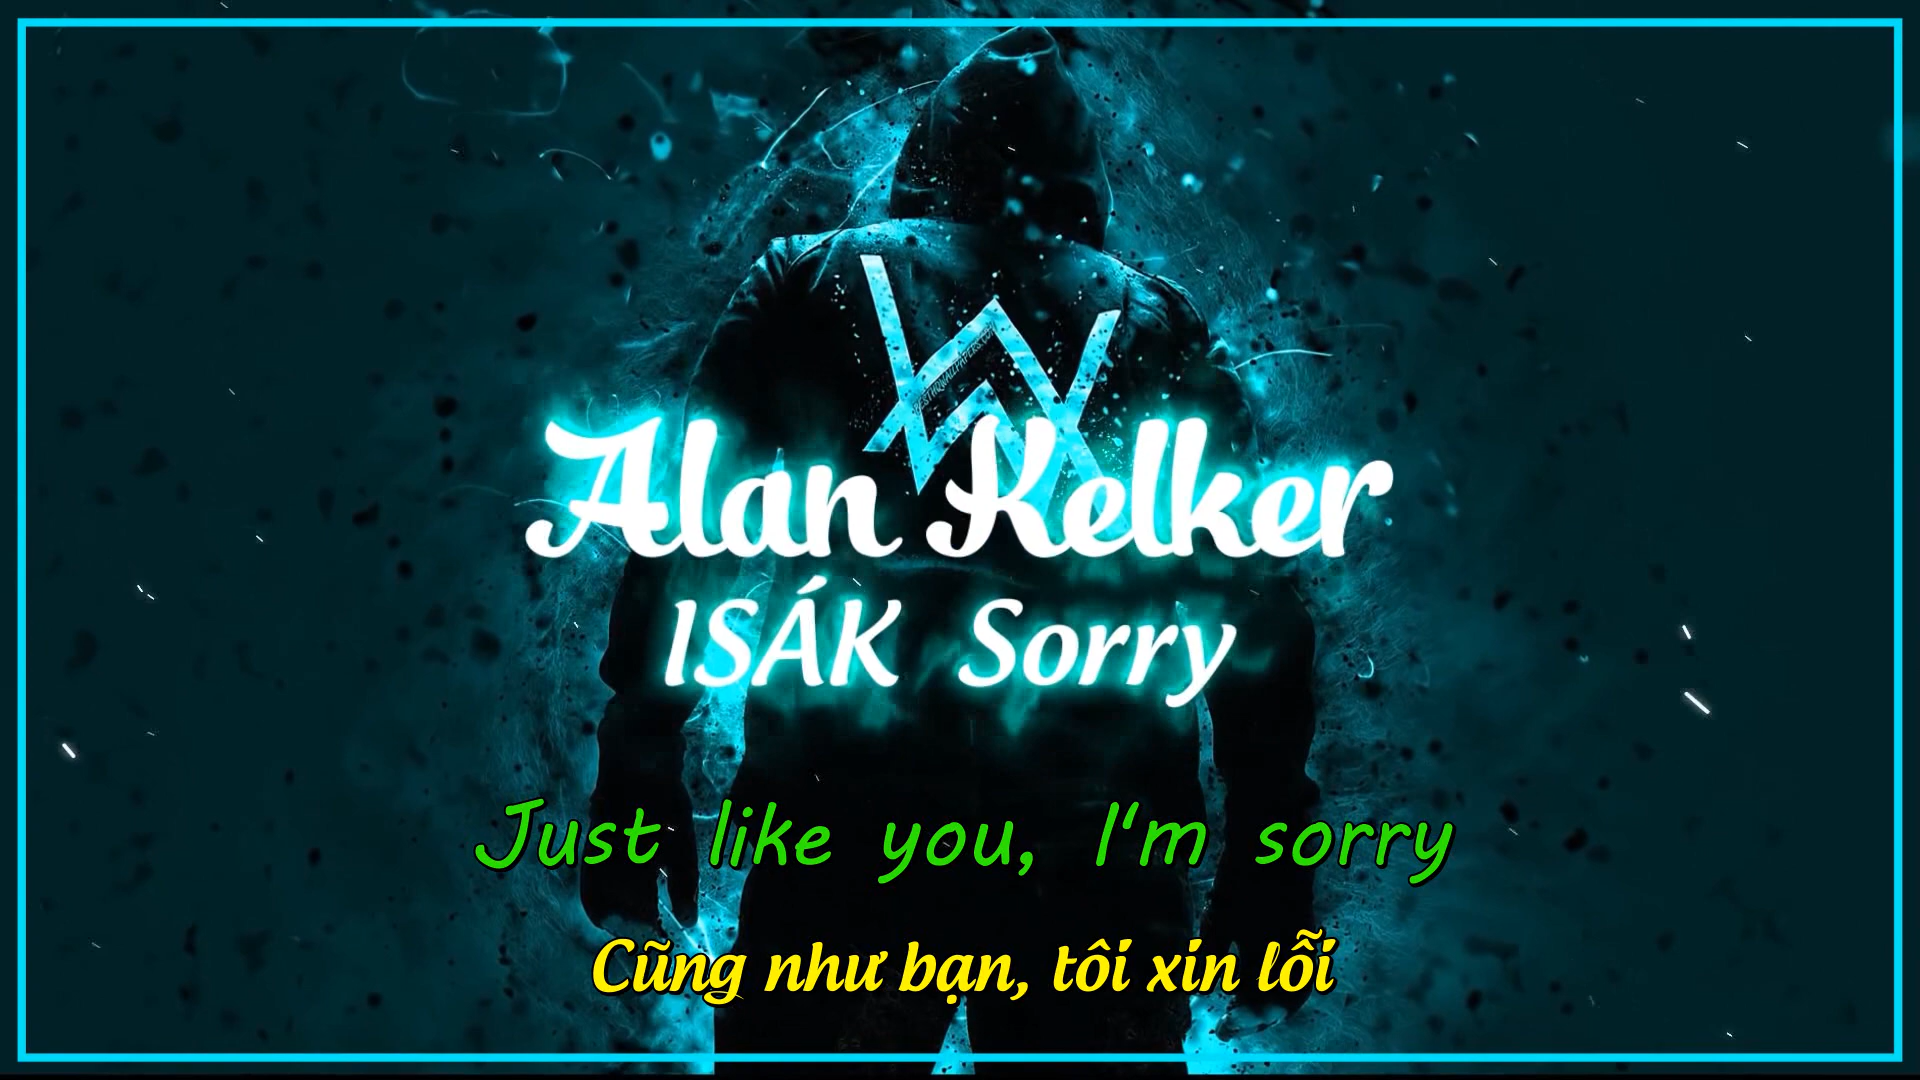 Alan Kelker
ISÁK Sorry
Just like you, I'm sorry
Cũng như bạn, tôi xin lỗi